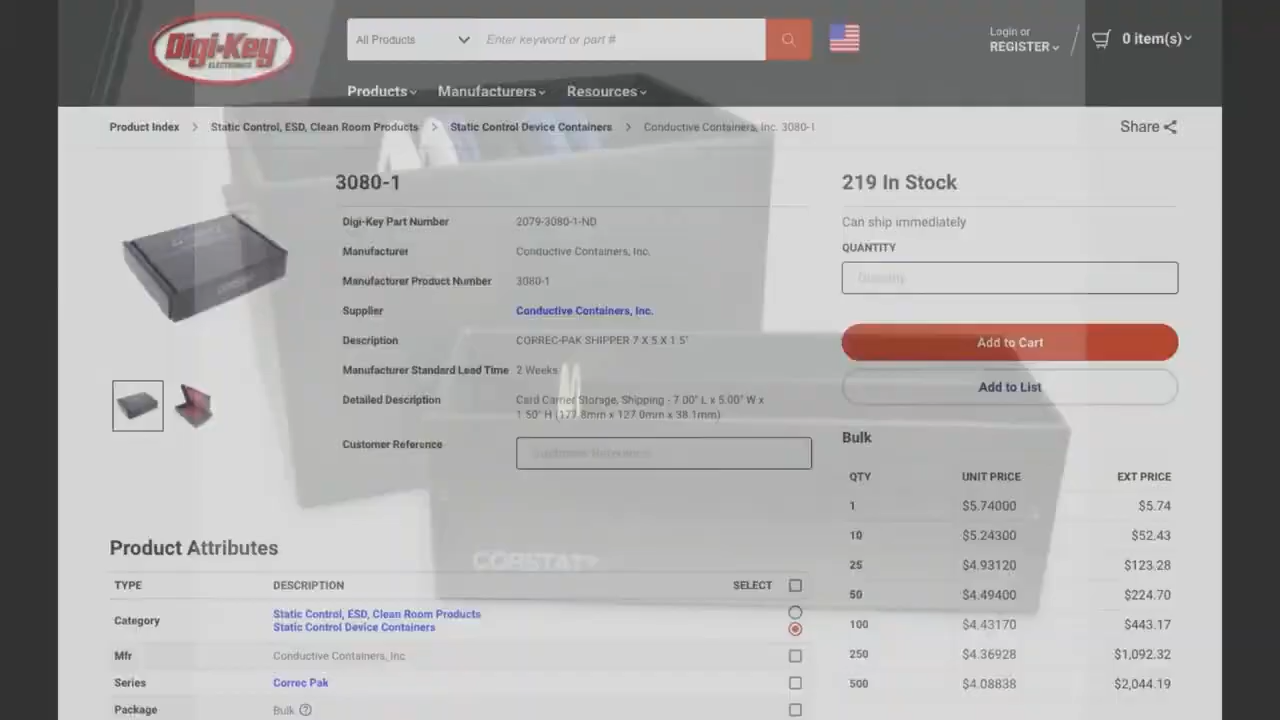 Digi-Key
ELECTRONICS
All Products
Enter keyword or part #
Login or
REGISTER
0 item(s)
Products
Manufacturers
Resources
Product Index > Static Control, ESD, Clean Room Products > Static Control Device Containers > Conductive Containers, Inc. 3080-1
Share
3080-1
Digi-Key Part Number 2079-3080-1-ND
Manufacturer Conductive Containers, Inc.
Manufacturer Product Number 3080-1
Supplier Conductive Containers, Inc.
Description CORREC-PAK SHIPPER 7 X 5 X 1.5"
Manufacturer Standard Lead Time 2 Weeks
Detailed Description Card Carrier Storage, Shipping - 7.00" L x 5.00" W x
1.50" H (177.8mm x 127.0mm x 38.1mm)
Customer Reference
Customer Reference
219 In Stock
Can ship immediately
QUANTITY
Quantity
Add to Cart
Add to List
Bulk
QTY UNIT PRICE EXT PRICE
1 $5.74000 $5.74
10 $5.24300 $52.43
25 $4.93120 $123.28
50 $4.49400 $224.70
100 $4.43170 $443.17
250 $4.36928 $1,092.32
500 $4.08838 $2,044.19
CORSTAT
Product Attributes
TYPE DESCRIPTION SELECT
Category Static Control, ESD, Clean Room Products
Static Control Device Containers
Mfr Conductive Containers, Inc.
Series Correc Pak
Package Bulk